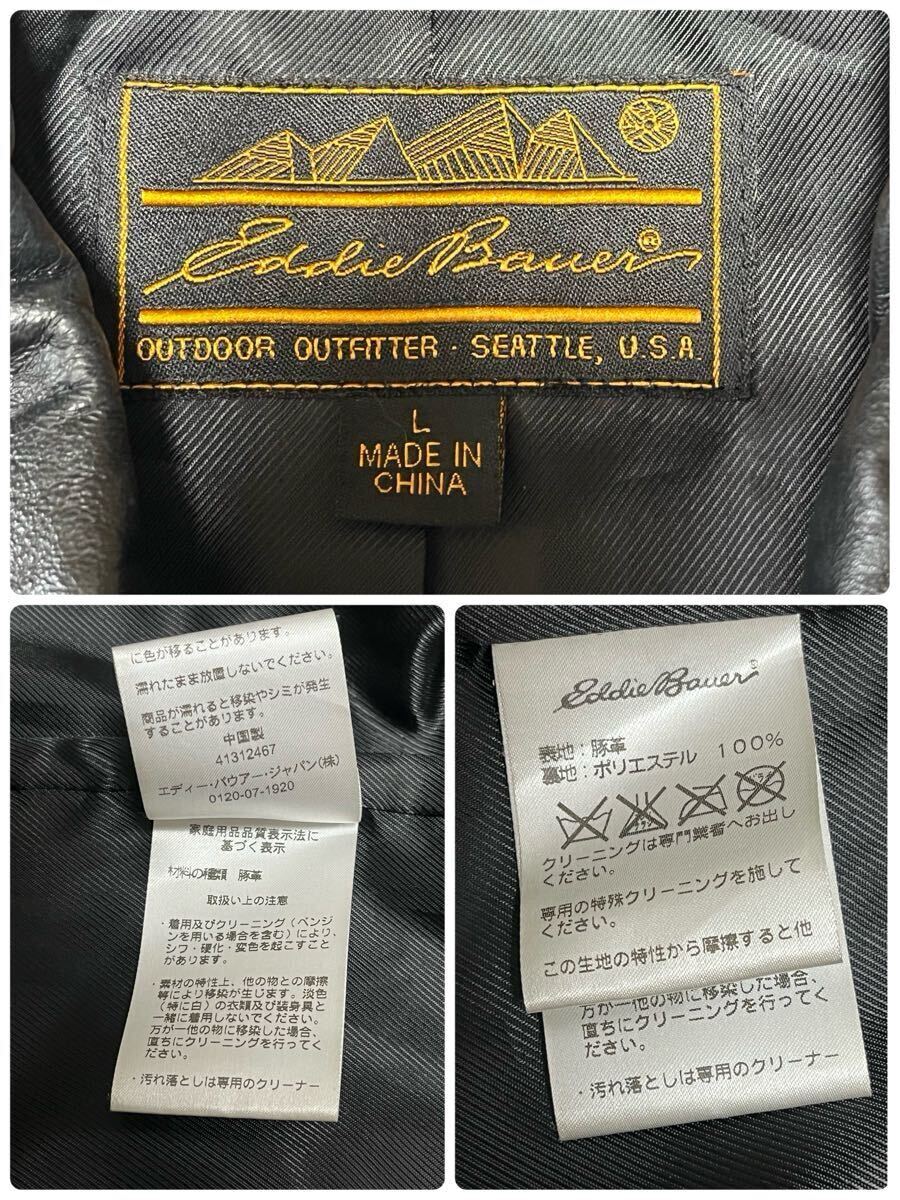 Eddie Bauer®
OUTDOOR OUTFITTER · SEATTLE, U.S.A.
L
MADE IN
CHINA
に色が移ることがあります。
濡れたまま放置しないでください。
商品が濡れると移染やシミが発生
することがあります。
中国製
41312467
エディー・バウアー・ジャパン(株)
0120-07-1920
家庭用品品質表示法に
基づく表示
材料の種類 豚革
取扱い上の注意
・着用及びクリーニング(ベンジ
ンを用いる場合を含む)により、
シワ・硬化・変色を起こすこと
があります。
・素材の特性上、他の物との摩擦
等により移染が生じます。淡色
(特に白)の衣類及び装身具と
一緒に着用しないでください。
万が一他の物に移染した場合、
直ちにクリーニングを行ってく
ださい。
・汚れ落としは専用のクリーナー
Eddie Bauer®
表地:豚革
裏地:ポリエステル 100%
クリーニングは専門業者へお出し
ください。
専用の特殊クリーニングを施して
ください。
この生地の特性から摩擦すると他
万が一他の物に移染した場合、
直ちにクリーニングを行ってく
ださい。
・汚れ落としは専用のクリーナー